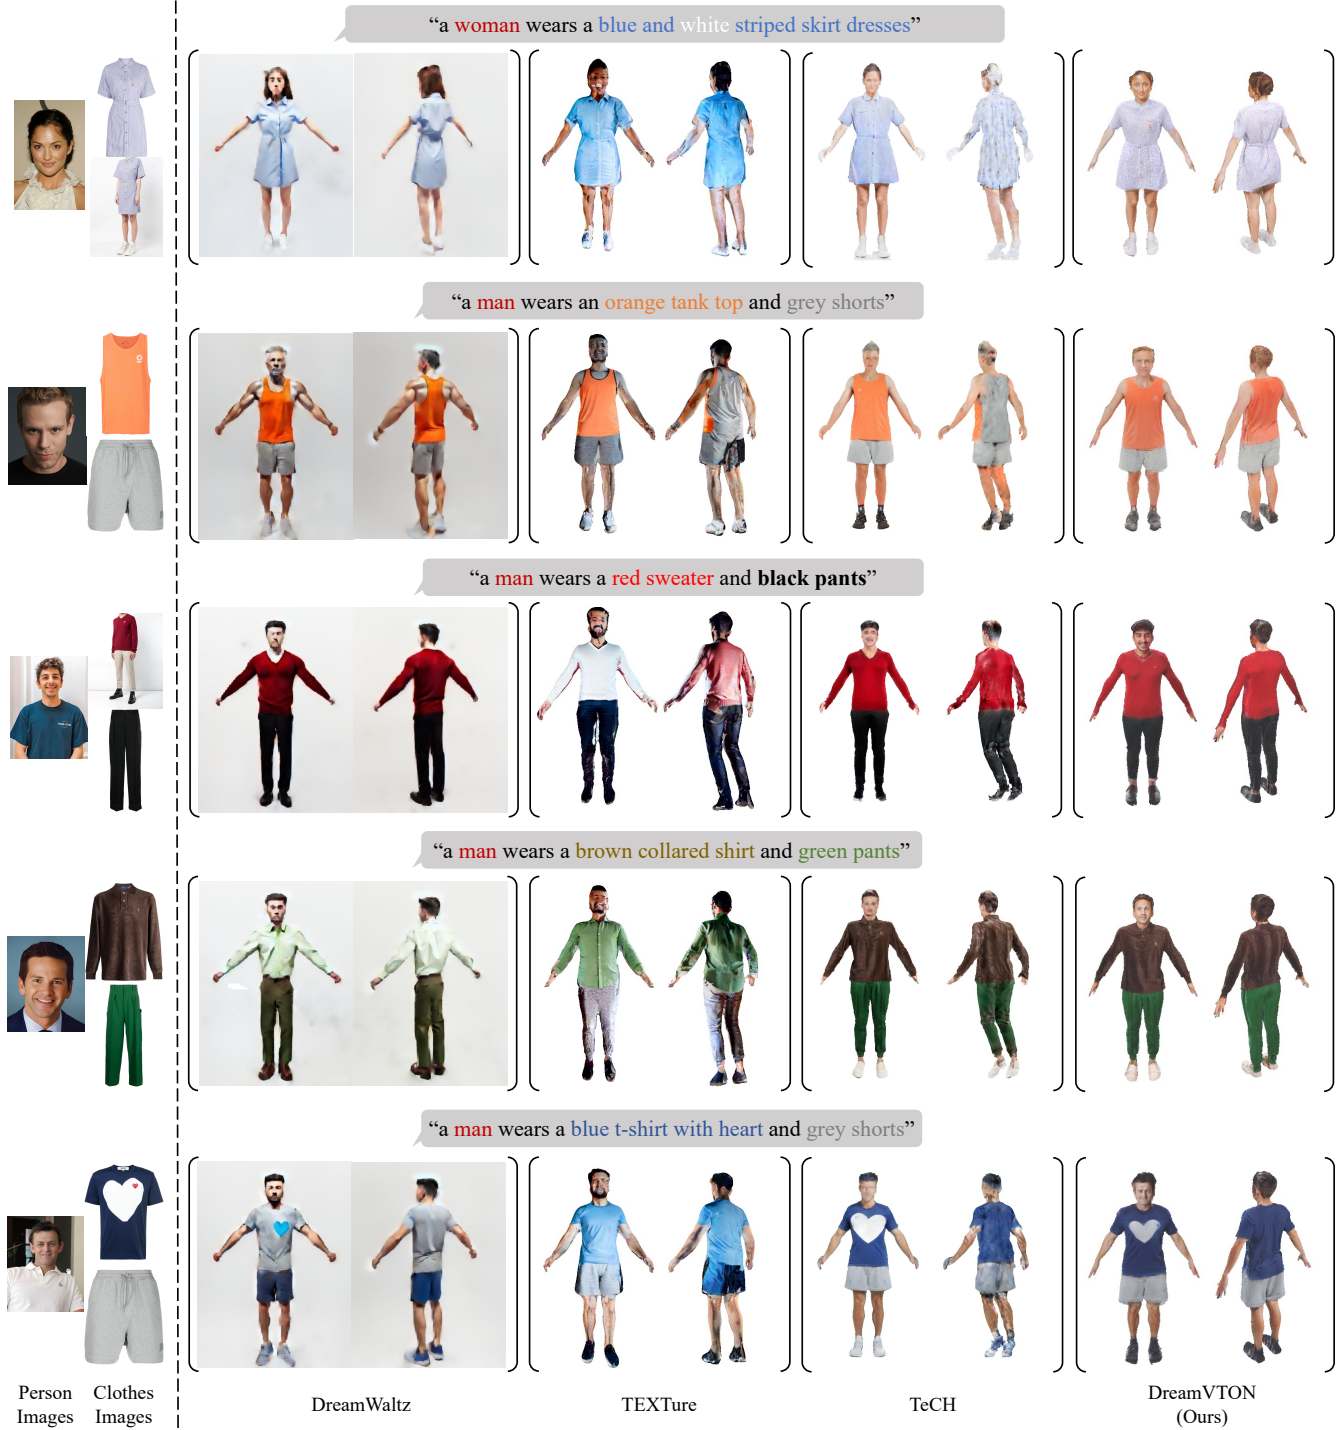 “a woman wears a blue and white striped skirt dresses”
“a man wears an orange tank top and grey shorts”
“a man wears a red sweater and black pants”
“a man wears a brown collared shirt and green pants”
“a man wears a blue t-shirt with heart and grey shorts”
Person Images
Clothes Images
DreamWaltz
TEXTure
TeCH
DreamVTON
(Ours)